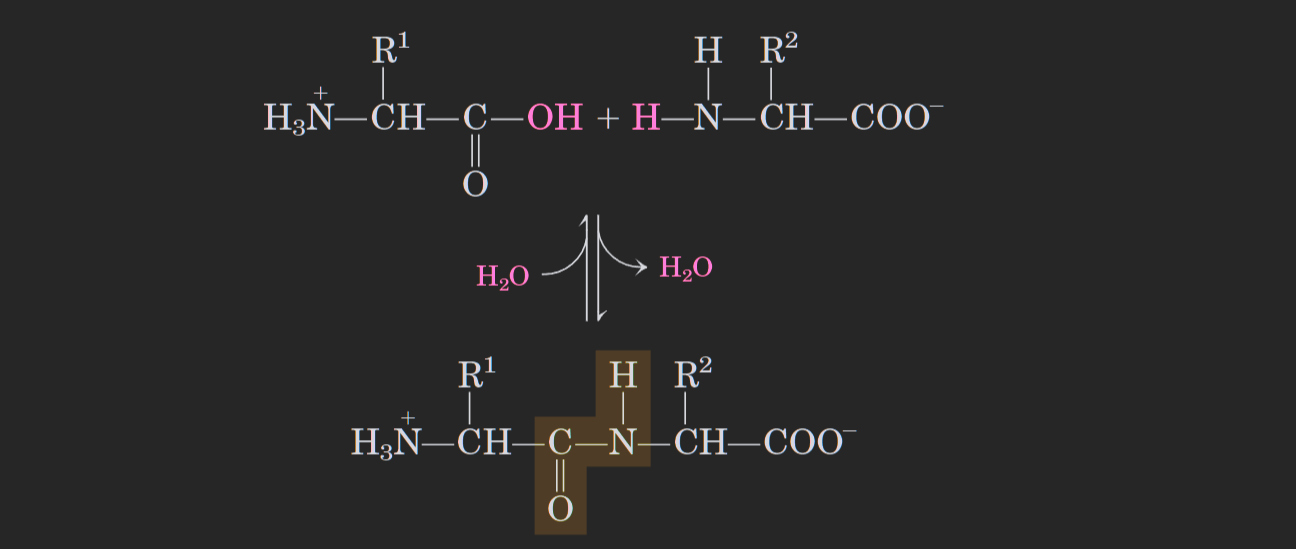 R¹ H R²
H₃N⁺—CH—C—OH + H—N—CH—COO⁻
O
H₂O H₂O
R¹ H R²
H₃N⁺—CH—C—N—CH—COO⁻
O